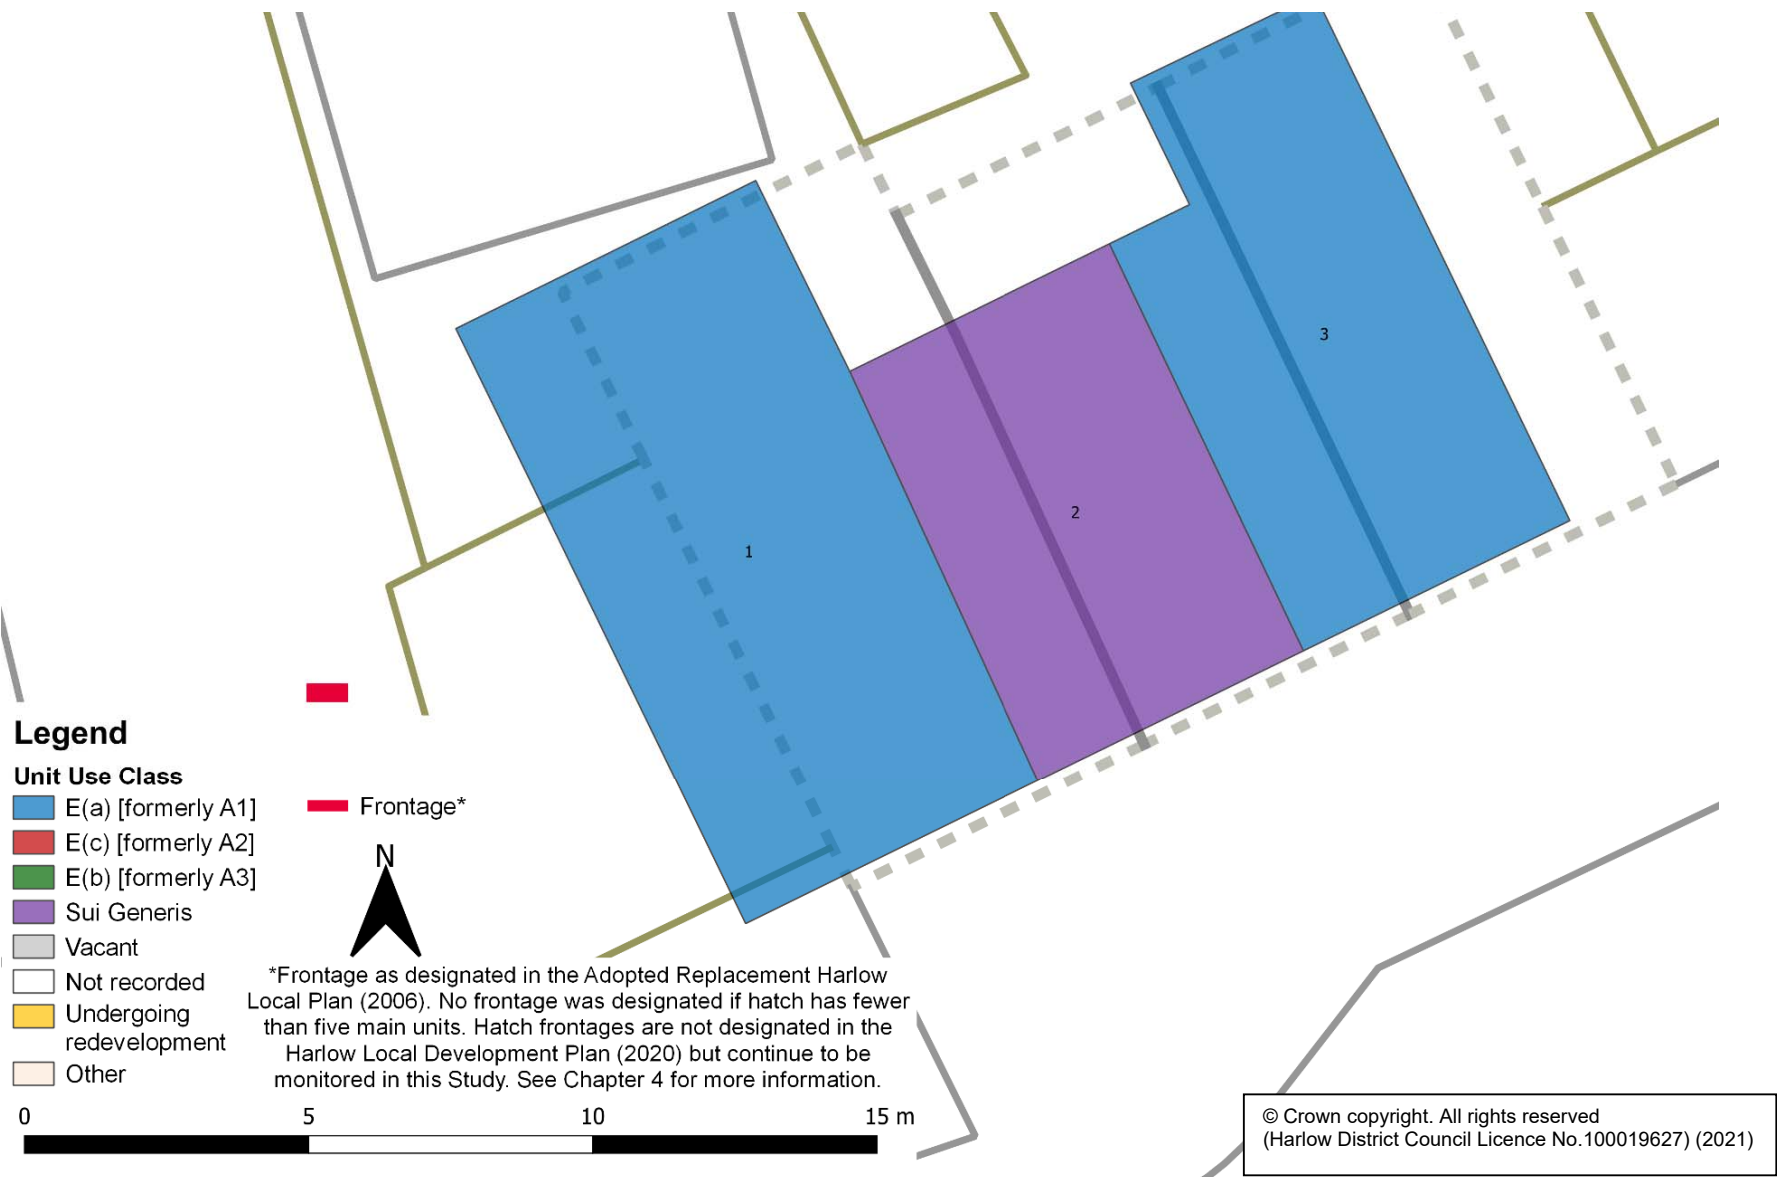 3
2
1
Legend
Unit Use Class
E(a) [formerly A1]
E(c) [formerly A2]
E(b) [formerly A3]
Sui Generis
Vacant
Not recorded
Undergoing
redevelopment
Other
Frontage*
N
*Frontage as designated in the Adopted Replacement Harlow
Local Plan (2006). No frontage was designated if hatch has fewer
than five main units. Hatch frontages are not designated in the
Harlow Local Development Plan (2020) but continue to be
monitored in this Study. See Chapter 4 for more information.
0 5 10 15 m
© Crown copyright. All rights reserved
(Harlow District Council Licence No.100019627) (2021)